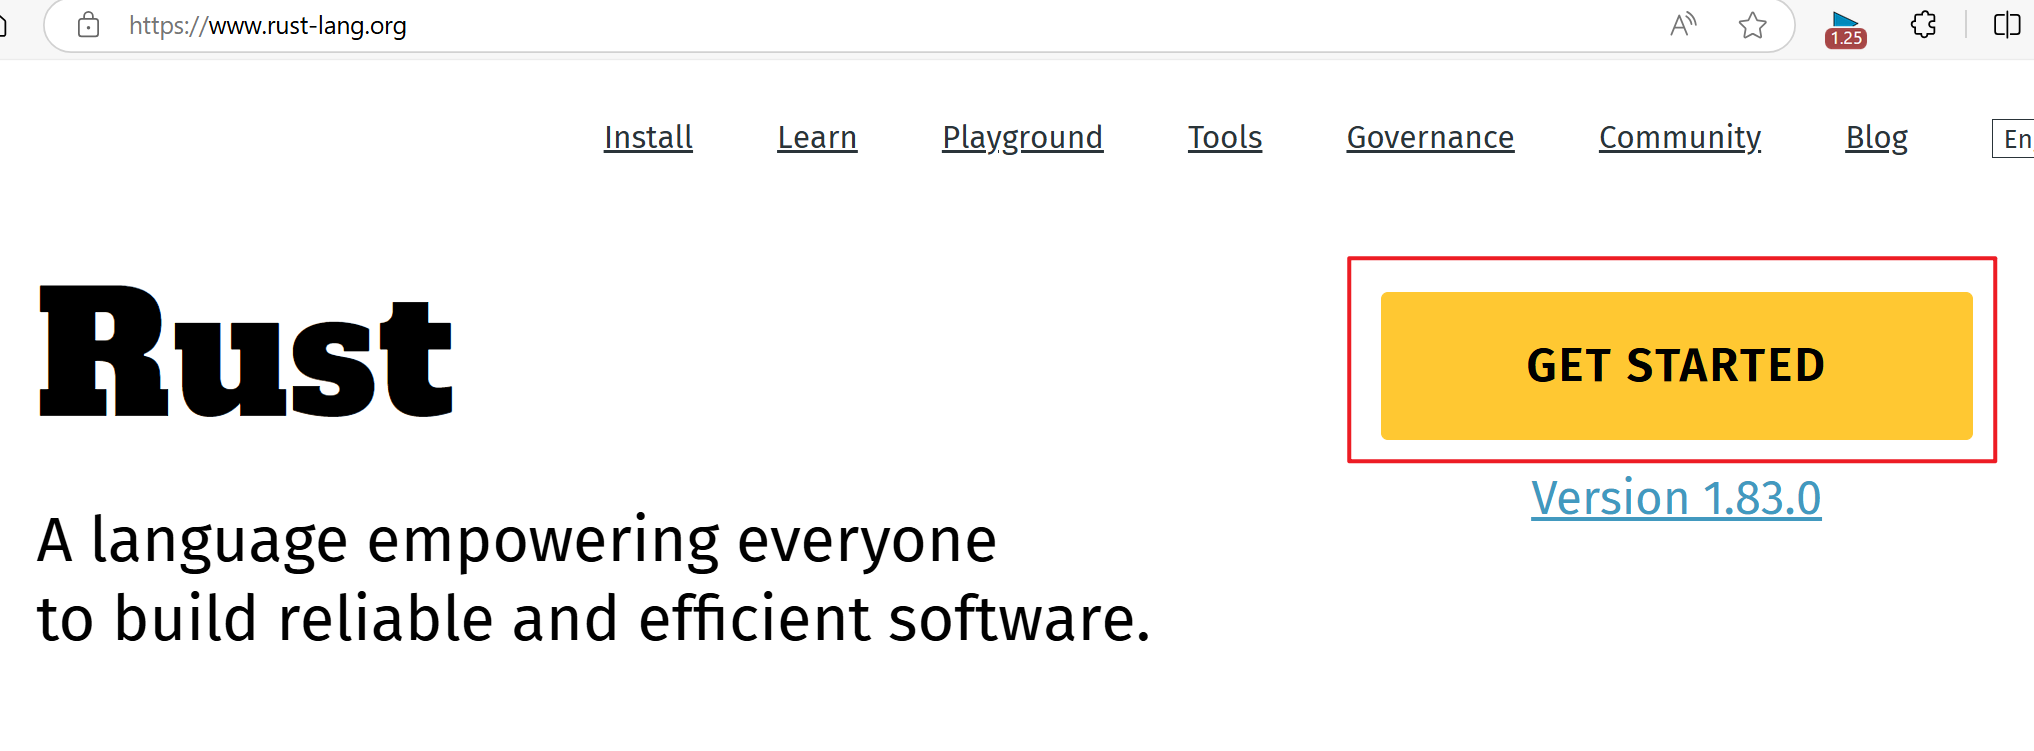 https://www.rust-lang.org
1.25
Install Learn Playground Tools Governance Community Blog En
Rust
GET STARTED
Version 1.83.0
A language empowering everyone
to build reliable and efficient software.